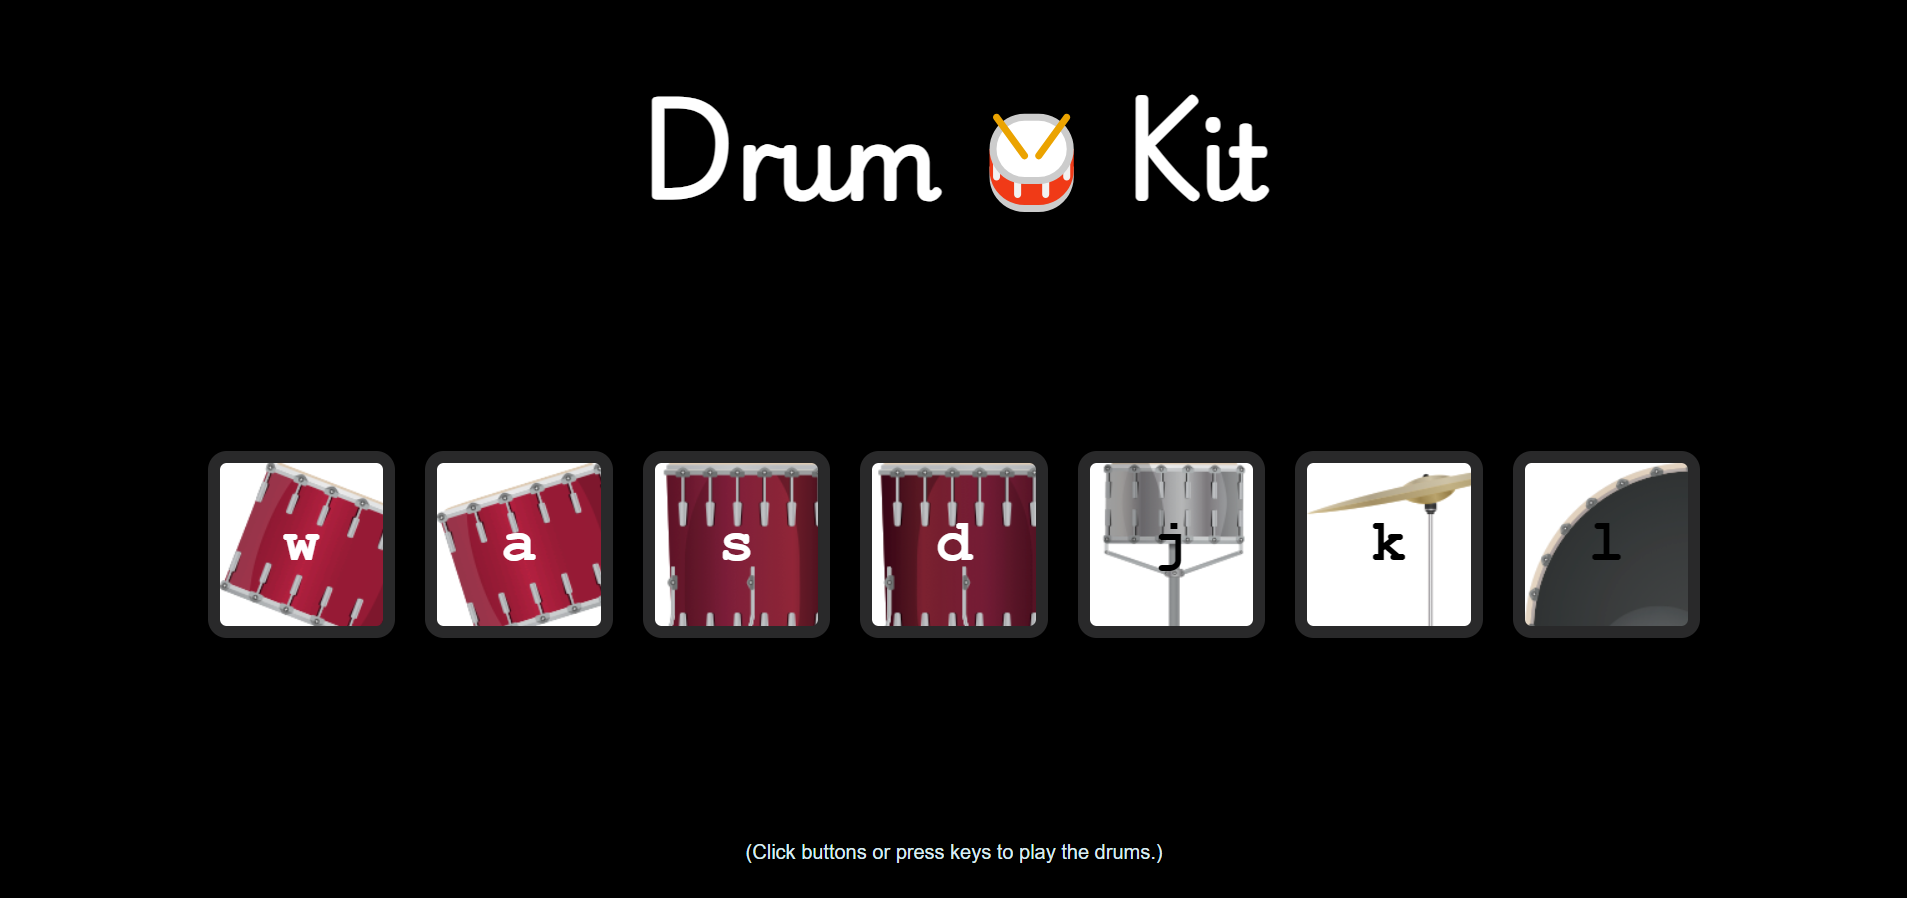 Drum 🥁 Kit
w a s d j k l
(Click buttons or press keys to play the drums.)